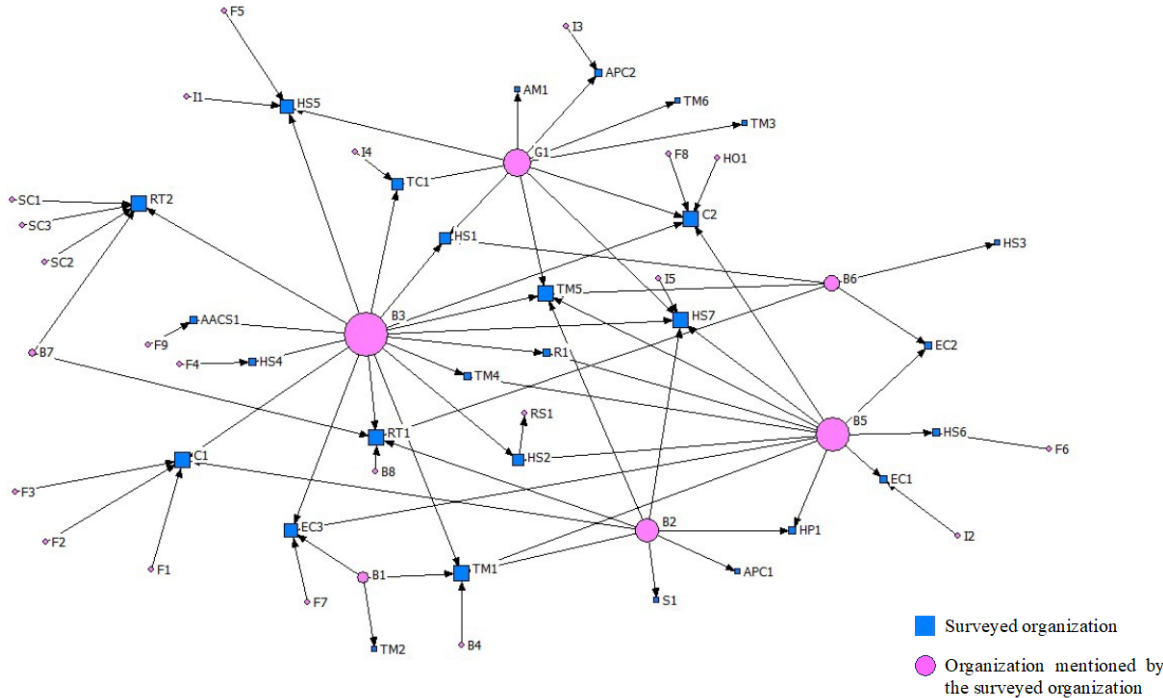 F5
I3
APC2
I1
HS5
AM1
TM6
TM3
G1
I4
F8
HO1
TC1
SC1
RT2
SC3
C2
HS1
HS3
SC2
I5
B6
TM5
B3
AACS1
HS7
F9
B7
R1
EC2
F4
HS4
TM4
RS1
B5
RT1
HS6
F6
C1
HS2
B8
EC1
F3
B2
EC3
HP1
I2
F2
F1
B1
TM1
APC1
F7
S1
TM2
B4
Surveyed organization
Organization mentioned by
the surveyed organization